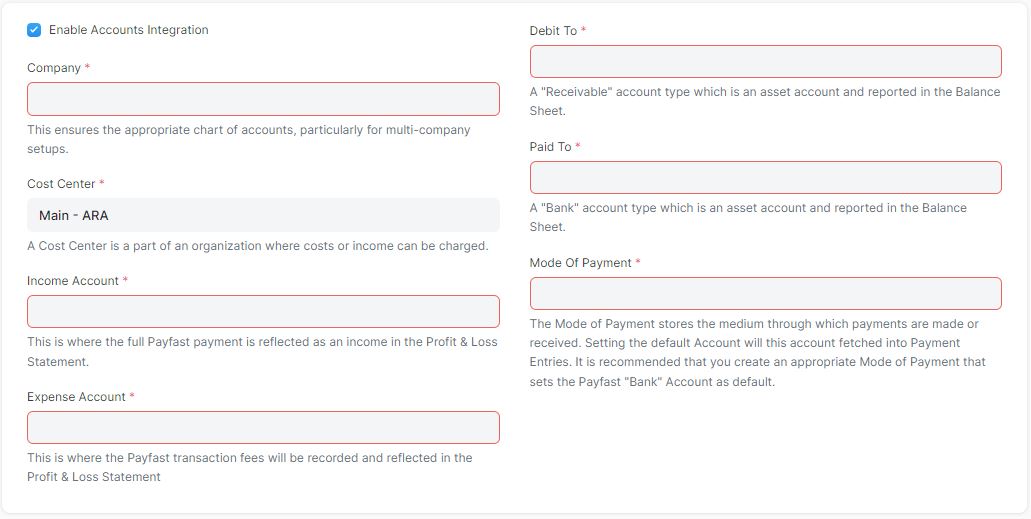 Enable Accounts Integration
Company *
This ensures the appropriate chart of accounts, particularly for multi-company
setups.
Cost Center *
Main - ARA
A Cost Center is a part of an organization where costs or income can be charged.
Income Account *
This is where the full Payfast payment is reflected as an income in the Profit & Loss
Statement.
Expense Account *
This is where the Payfast transaction fees will be recorded and reflected in the
Profit & Loss Statement
Debit To *
A "Receivable" account type which is an asset account and reported in the Balance
Sheet.
Paid To *
A "Bank" account type which is an asset account and reported in the Balance
Sheet.
Mode Of Payment *
The Mode of Payment stores the medium through which payments are made or
received. Setting the default Account will this account fetched into Payment
Entries. It is recommended that you create an appropriate Mode of Payment that
sets the Payfast "Bank" Account as default.